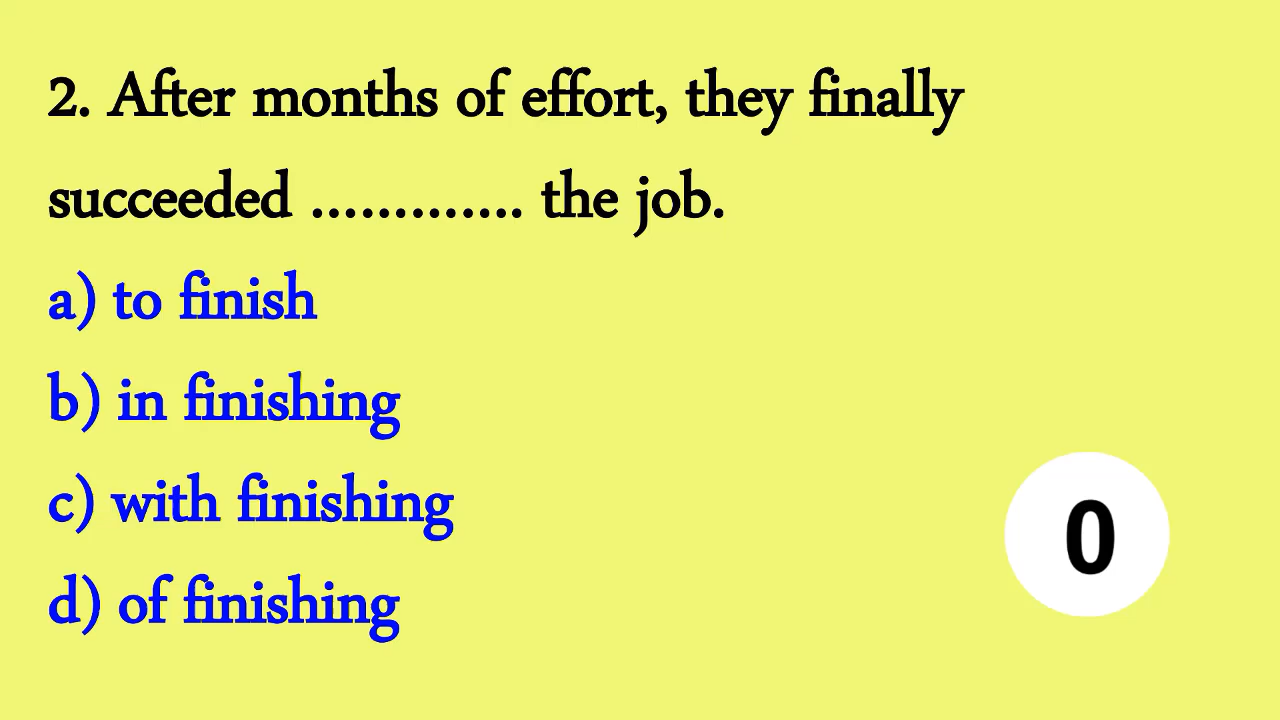 2. After months of effort, they finally
succeeded ............. the job.
a) to finish
b) in finishing
c) with finishing
d) of finishing
0